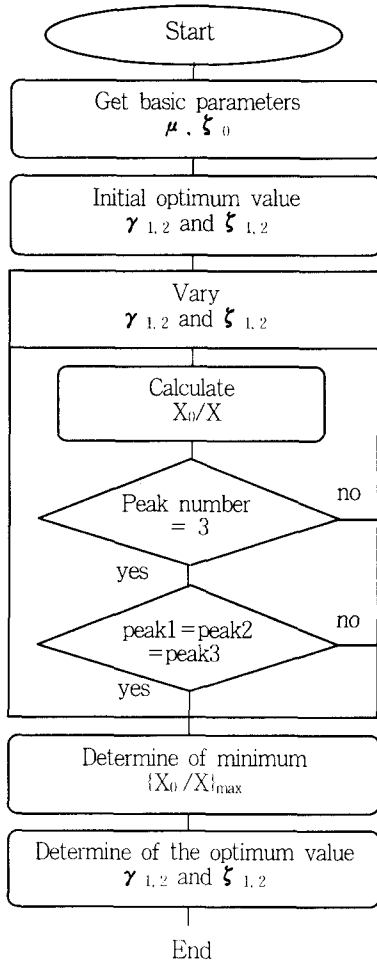 Start
Get basic parameters
μ , ζ ₀
Initial optimum value
γ ₁,₂ and ζ ₁,₂
Vary
γ ₁,₂ and ζ ₁,₂
Calculate
X₀/X
Peak number
= 3
no
yes
peak1=peak2
=peak3
no
yes
Determine of minimum
{X₀/X}max
Determine of the optimum value
γ ₁,₂ and ζ ₁,₂
End